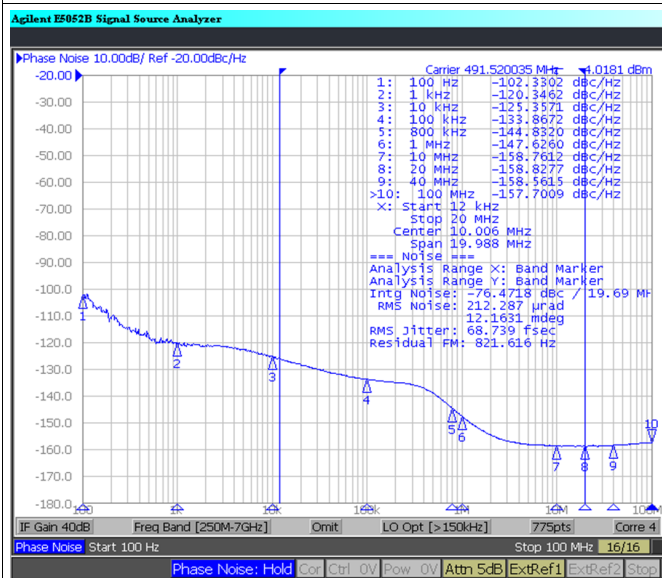 Agilent E5052B Signal Source Analyzer
Phase Noise 10.00dB/ Ref -20.00dBc/Hz
Carrier 491.520035 MHz 4.0181 dBm
-20.00
-30.00
-40.00
-50.00
-60.00
-70.00
-80.00
-90.00
-100.0
-110.0
-120.0
-130.0
-140.0
-150.0
-160.0
-170.0
-180.0
1: 100 Hz -102.3302 dBc/Hz
2: 1 kHz -120.3462 dBc/Hz
3: 10 kHz -125.3571 dBc/Hz
4: 100 kHz -133.8672 dBc/Hz
5: 800 kHz -144.8320 dBc/Hz
6: 1 MHz -147.6260 dBc/Hz
7: 10 MHz -158.7612 dBc/Hz
8: 20 MHz -158.8277 dBc/Hz
9: 40 MHz -158.5615 dBc/Hz
>10: 100 MHz -157.7009 dBc/Hz
X: Start 12 kHz
Stop 20 MHz
Center 10.006 MHz
Span 19.988 MHz
=== Noise ===
Analysis Range X: Band Marker
Analysis Range Y: Band Marker
Intg Noise: -76.4718 dBc / 19.69 MH
RMS Noise: 212.287 µrad
12.1631 mdeg
RMS Jitter: 68.739 fsec
Residual FM: 821.616 Hz
1
2
3
4
5
6
7
8
9
10
100
1k
10k
100k
1M
10M
100M
IF Gain 40dB Freq Band [250M-7GHz] Omit LO Opt [>150kHz] 775pts Corre 4
Phase Noise Start 100 Hz Stop 100 MHz 16/16
Phase Noise: Hold Cor Ctrl 0V Pow 0V Attn 5dB ExtRef1 ExtRef2 Stop